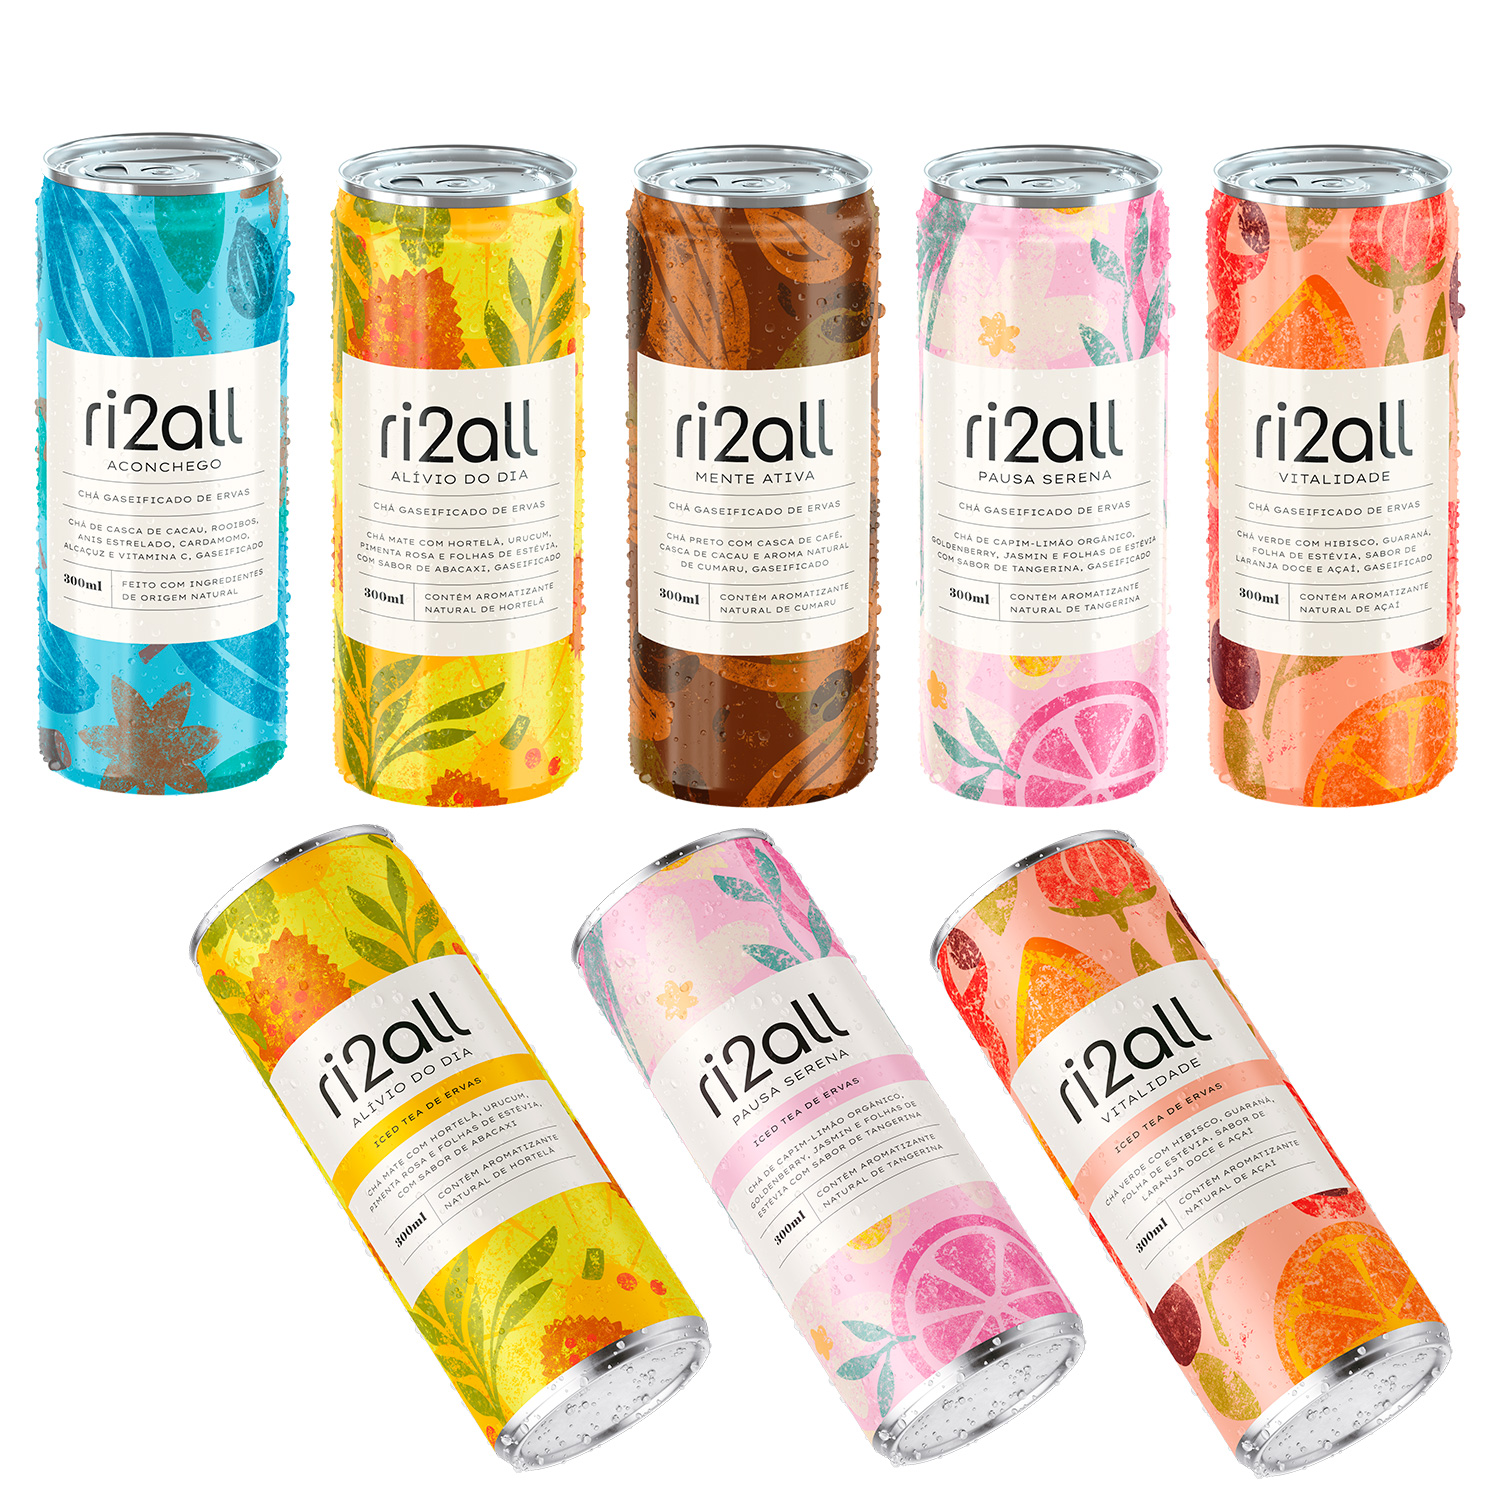 ri2all
ACONCHEGO
CHÁ GASEIFICADO DE ERVAS
CHÁ DE CASCA DE CACAU, ROOIBOS,
ANIS ESTRELADO, CARDAMOMO,
ALCAÇUZ E VITAMINA C, GASEIFICADO
300ml
FEITO COM INGREDIENTES
DE ORIGEM NATURAL
ri2all
ALÍVIO DO DIA
CHÁ GASEIFICADO DE ERVAS
CHÁ MATE COM HORTELÃ, URUCUM,
PIMENTA ROSA E FOLHAS DE ESTÉVIA,
COM SABOR DE ABACAXI, GASEIFICADO
300ml
CONTÉM AROMATIZANTE
NATURAL DE HORTELÃ
ri2all
MENTE ATIVA
CHÁ GASEIFICADO DE ERVAS
CHÁ PRETO COM CASCA DE CAFÉ,
CASCA DE CACAU E AROMA NATURAL
DE CUMARU, GASEIFICADO
300ml
CONTÉM AROMATIZANTE
NATURAL DE CUMARU
ri2all
PAUSA SERENA
CHÁ GASEIFICADO DE ERVAS
CHÁ DE CAPIM-LIMÃO ORGÂNICO,
GOLDENBERRY, JASMIN E FOLHAS DE ESTÉVIA
COM SABOR DE TANGERINA, GASEIFICADO
300ml
CONTÉM AROMATIZANTE
NATURAL DE TANGERINA
ri2all
VITALIDADE
CHÁ GASEIFICADO DE ERVAS
CHÁ VERDE COM HIBISCO, GUARANÁ,
FOLHA DE ESTÉVIA, SABOR DE
LARANJA DOCE E AÇAÍ, GASEIFICADO
300ml
CONTÉM AROMATIZANTE
NATURAL DE AÇAÍ
ri2all
ALÍVIO DO DIA
ICED TEA DE ERVAS
CHÁ MATE COM HORTELÃ, URUCUM,
PIMENTA ROSA E FOLHAS DE ESTÉVIA,
COM SABOR DE ABACAXI
300ml
CONTÉM AROMATIZANTE
NATURAL DE HORTELÃ
ri2all
PAUSA SERENA
ICED TEA DE ERVAS
CHÁ DE CAPIM-LIMÃO ORGÂNICO,
GOLDENBERRY, JASMIN E FOLHAS DE
ESTÉVIA COM SABOR DE TANGERINA
300ml
CONTÉM AROMATIZANTE
NATURAL DE TANGERINA
ri2all
VITALIDADE
ICED TEA DE ERVAS
CHÁ VERDE COM HIBISCO, GUARANÁ,
FOLHA DE ESTÉVIA, SABOR DE
LARANJA DOCE E AÇAÍ
300ml
CONTÉM AROMATIZANTE
NATURAL DE AÇAÍ